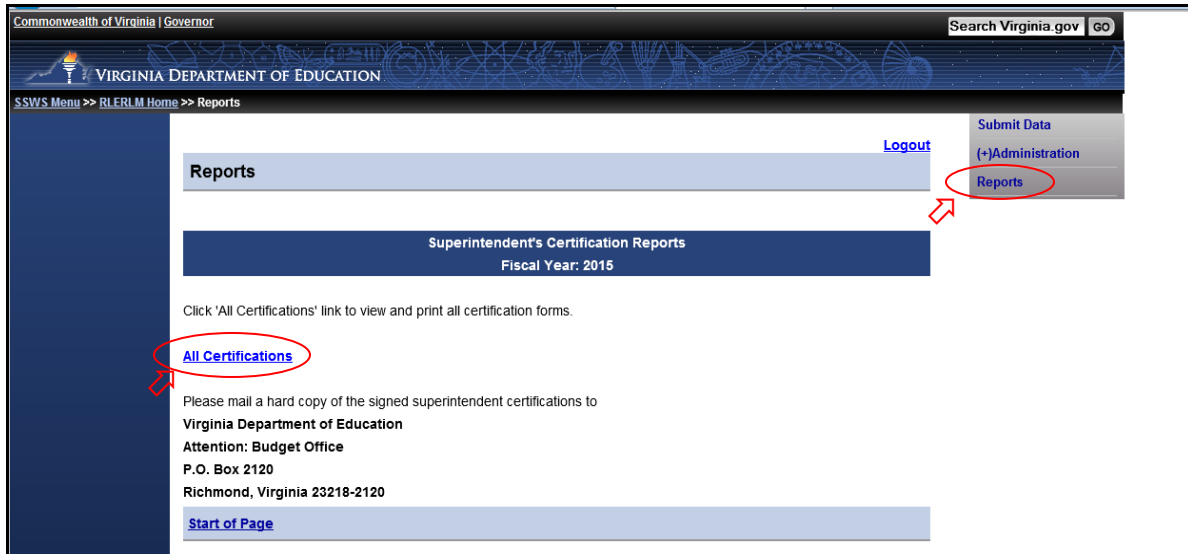 Commonwealth of Virginia | Governor
Search Virginia.gov GO
VIRGINIA DEPARTMENT OF EDUCATION
SSWS Menu >> RLERLM Home >> Reports
Submit Data
Logout
(+)Administration
Reports
Reports
Superintendent's Certification Reports
Fiscal Year: 2015
Click 'All Certifications' link to view and print all certification forms.
All Certifications
Please mail a hard copy of the signed superintendent certifications to
Virginia Department of Education
Attention: Budget Office
P.O. Box 2120
Richmond, Virginia 23218-2120
Start of Page